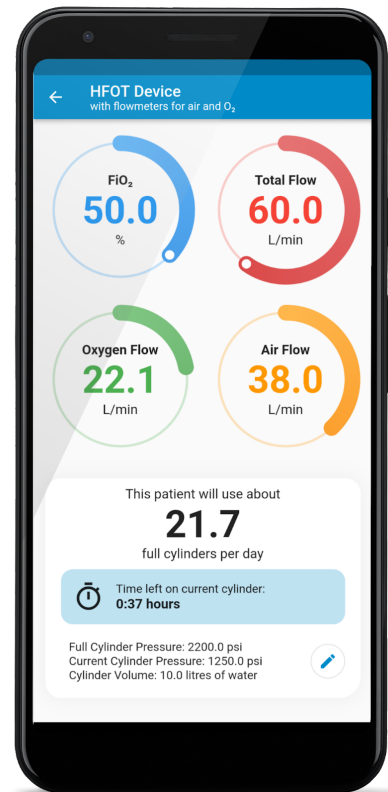 HFOT Device
with flowmeters for air and O₂
FiO₂
50.0
%
Total Flow
60.0
L/min
Oxygen Flow
22.1
L/min
Air Flow
38.0
L/min
This patient will use about
21.7
full cylinders per day
Time left on current cylinder:
0:37 hours
Full Cylinder Pressure: 2200.0 psi
Current Cylinder Pressure: 1250.0 psi
Cylinder Volume: 10.0 litres of water